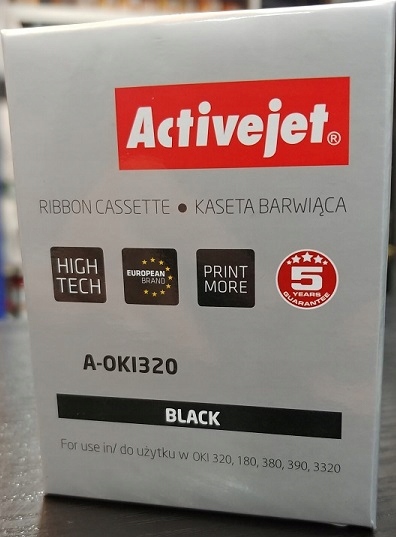 Activejet®
RIBBON CASSETTE ● KASETA BARWIĄCA
HIGH
TECH
EUROPEAN
BRAND
PRINT
MORE
5
YEARS
GUARANTEE
A-OKI320
BLACK
For use in/ do użytku w OKI 320, 180, 380, 390, 3320